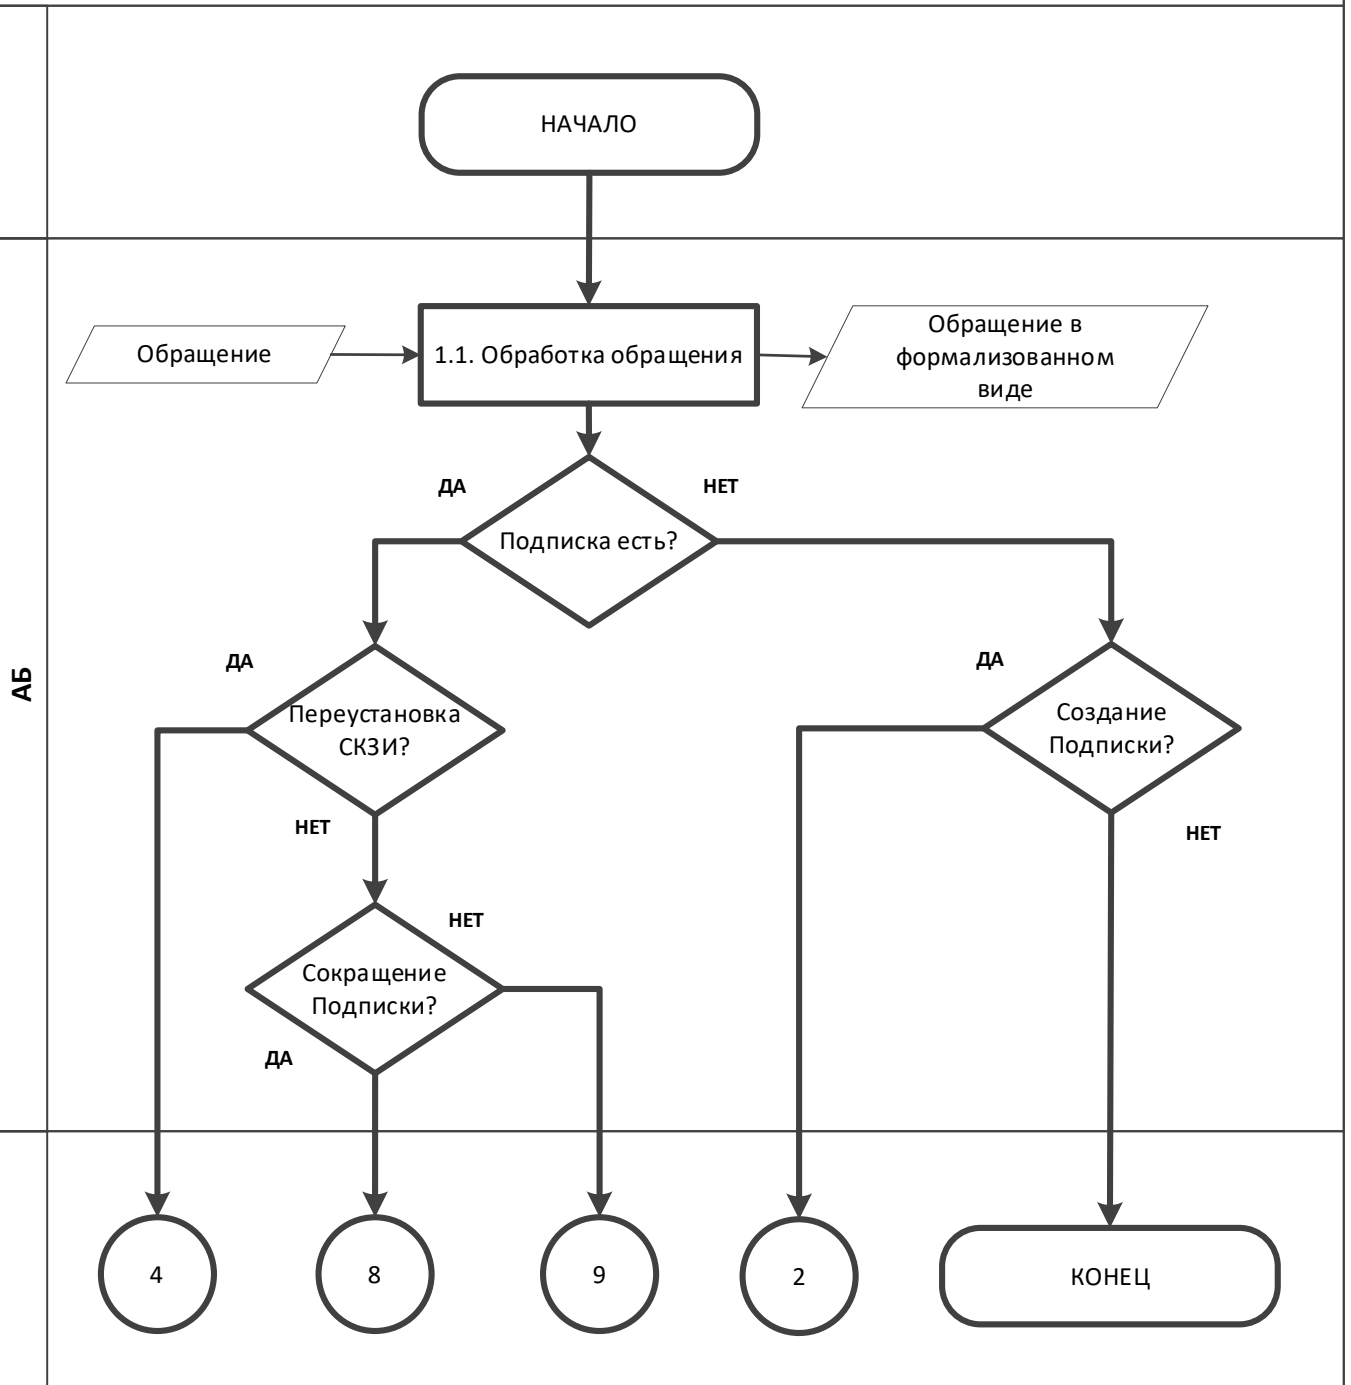 НАЧАЛО
Обращение
1.1. Обработка обращения
Обращение в
формализованном
виде
ДА
НЕТ
Подписка есть?
ДА
ДА
АБ
Переустановка
СКЗИ?
Создание
Подписки?
НЕТ
НЕТ
НЕТ
Сокращение
Подписки?
ДА
4
8
9
2
КОНЕЦ